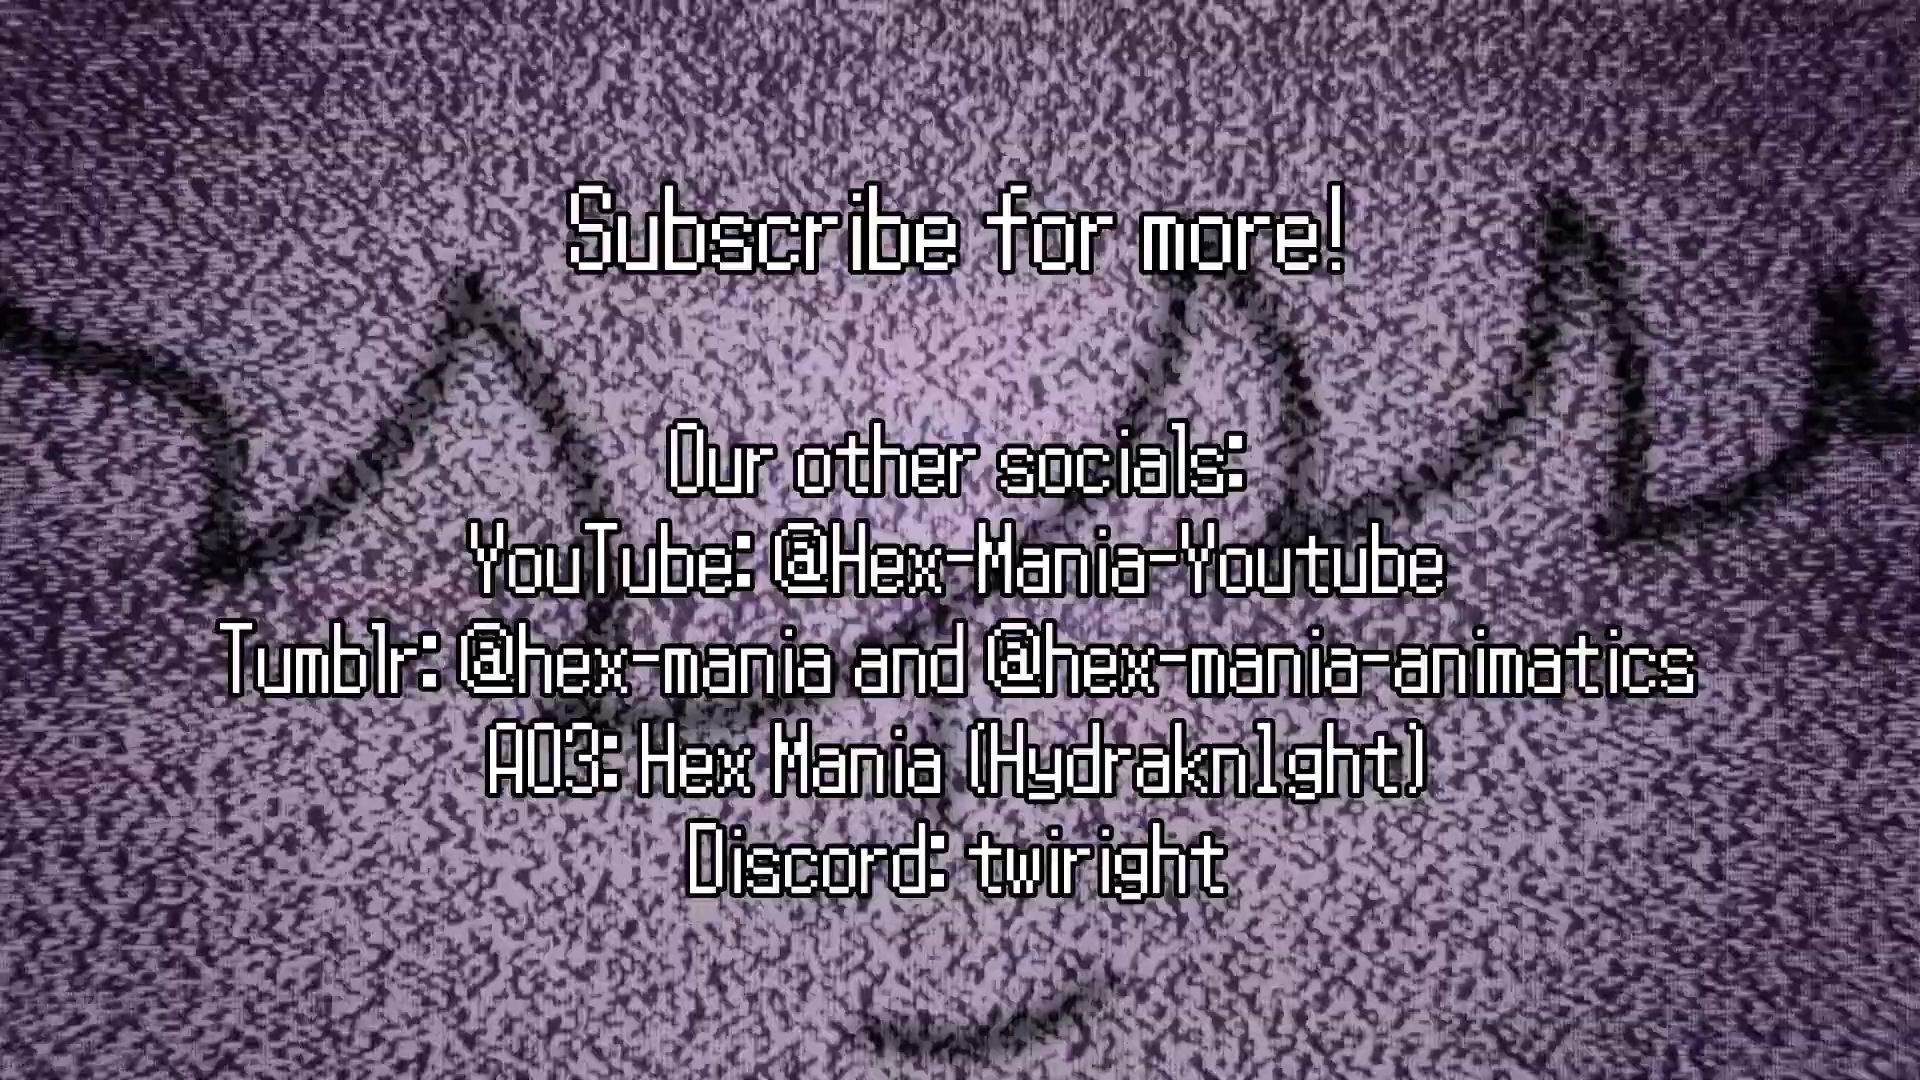 Subscribe for more!
Our other socials:
YouTube: @Hex-Mania-Youtube
Tumblr: @hex-mania and @hex-mania-animatics
AO3: Hex Mania (Hydrakn1ght)
Discord: twiright